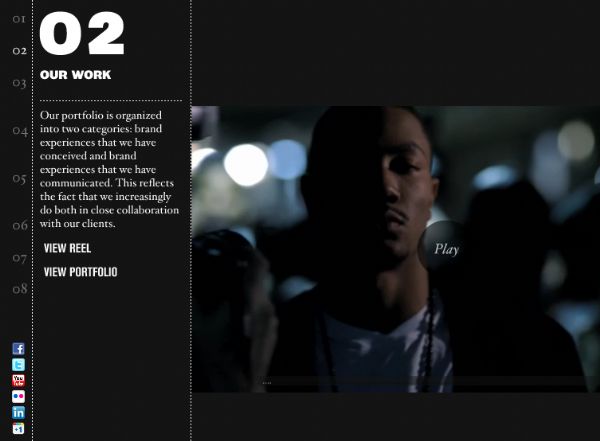 01
02
03
04
05
06
07
08
02
OUR WORK
Our portfolio is organized
into two categories: brand
experiences that we have
conceived and brand
experiences that we have
communicated. This reflects
the fact that we increasingly
do both in close collaboration
with our clients.
VIEW REEL
VIEW PORTFOLIO
Play
f
t
You
Tube
in
+1